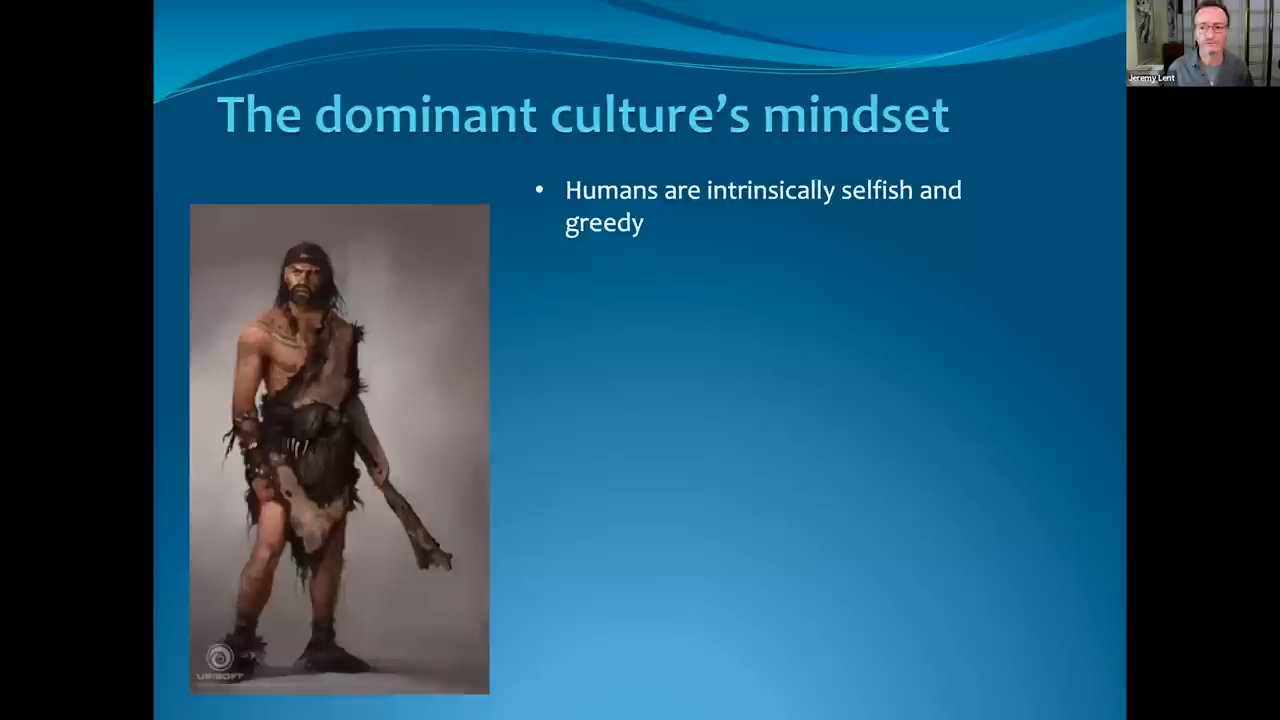 Jeremy Lent
The dominant culture’s mindset
• Humans are intrinsically selfish and
greedy
UBISOFT